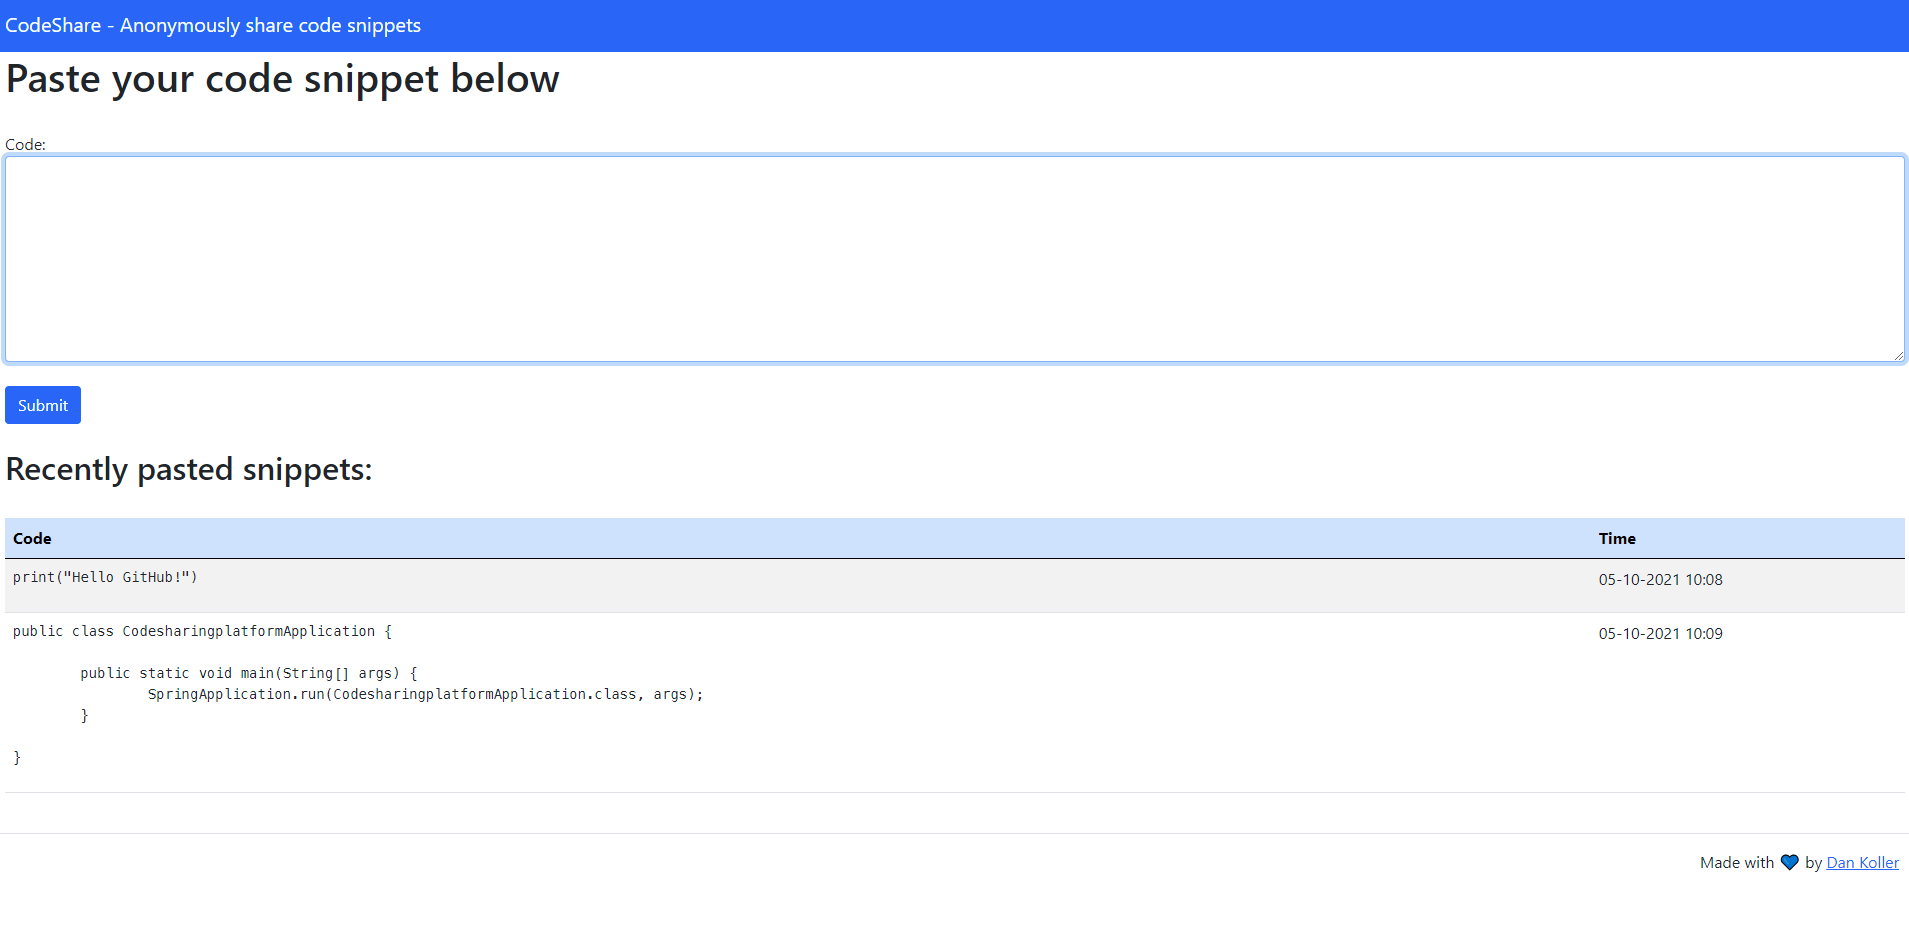 CodeShare - Anonymously share code snippets
Paste your code snippet below
Code:
Submit
Recently pasted snippets:
Code Time
print("Hello GitHub!") 05-10-2021 10:08
public class CodesharingplatformApplication { 05-10-2021 10:09
public static void main(String[] args) {
SpringApplication.run(CodesharingplatformApplication.class, args);
}
}
Made with 💙 by Dan Koller